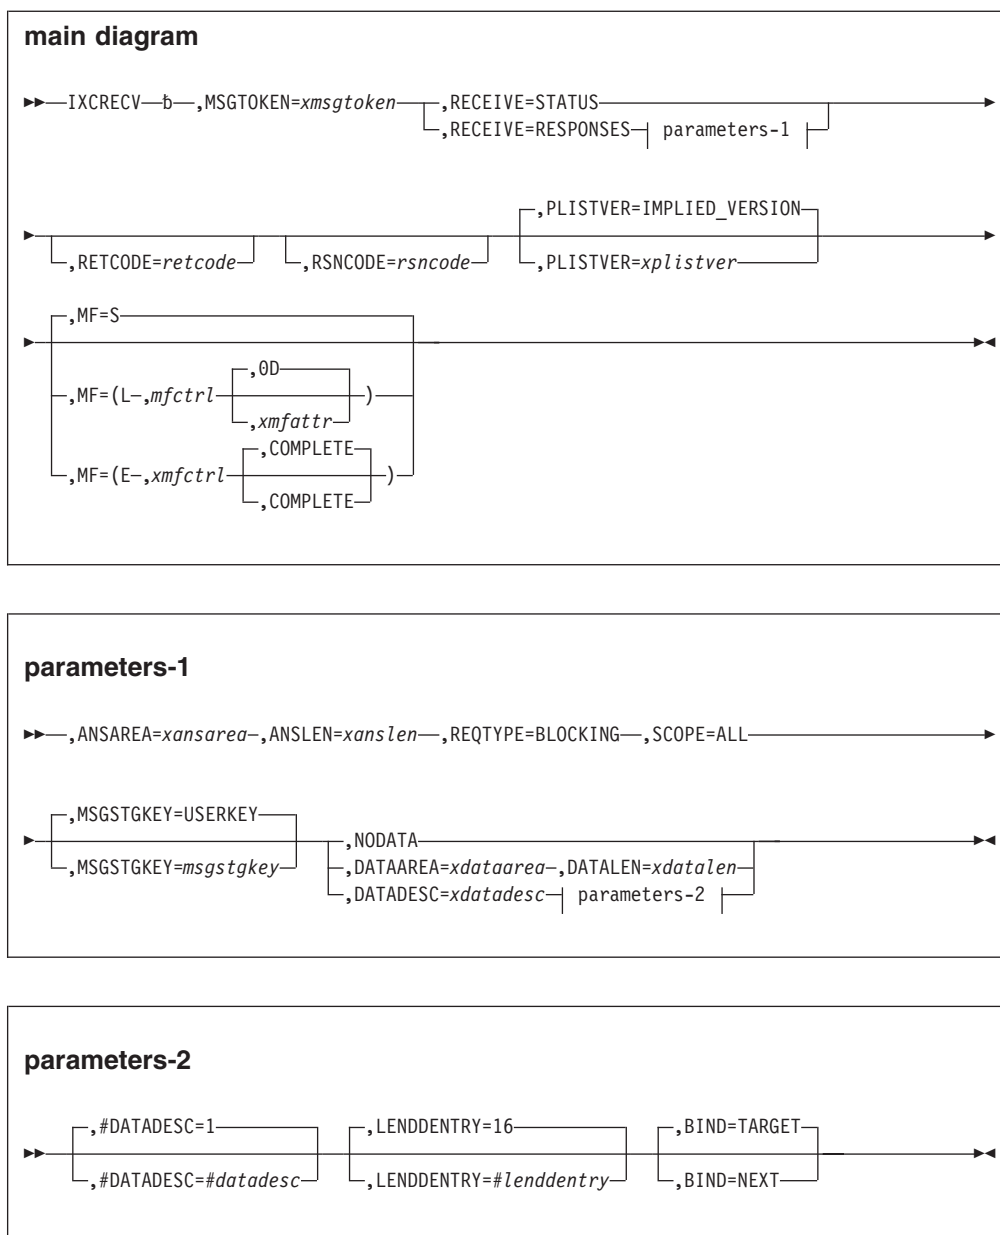 main diagram
IXCRECV ƀ ,MSGTOKEN=xmsgtoken ,RECEIVE=STATUS
,RECEIVE=RESPONSES parameters-1
,PLISTVER=IMPLIED_VERSION
,RETCODE=retcode ,RSNCODE=rsncode ,PLISTVER=xplistver
,MF=S
,0D
,MF=(L ,mfctrl )
,xmfattr
,COMPLETE
,MF=(E ,xmfctrl )
,COMPLETE
parameters-1
,ANSAREA=xansarea ,ANSLEN=xanslen ,REQTYPE=BLOCKING ,SCOPE=ALL
,MSGSTGKEY=USERKEY ,NODATA
,MSGSTGKEY=msgstgkey ,DATAAREA=xdataarea ,DATALEN=xdatalen
,DATADESC=xdatadesc parameters-2
parameters-2
,#DATADESC=1 ,LENDDENTRY=16 ,BIND=TARGET
,#DATADESC=#datadesc ,LENDDENTRY=#lenddentry ,BIND=NEXT